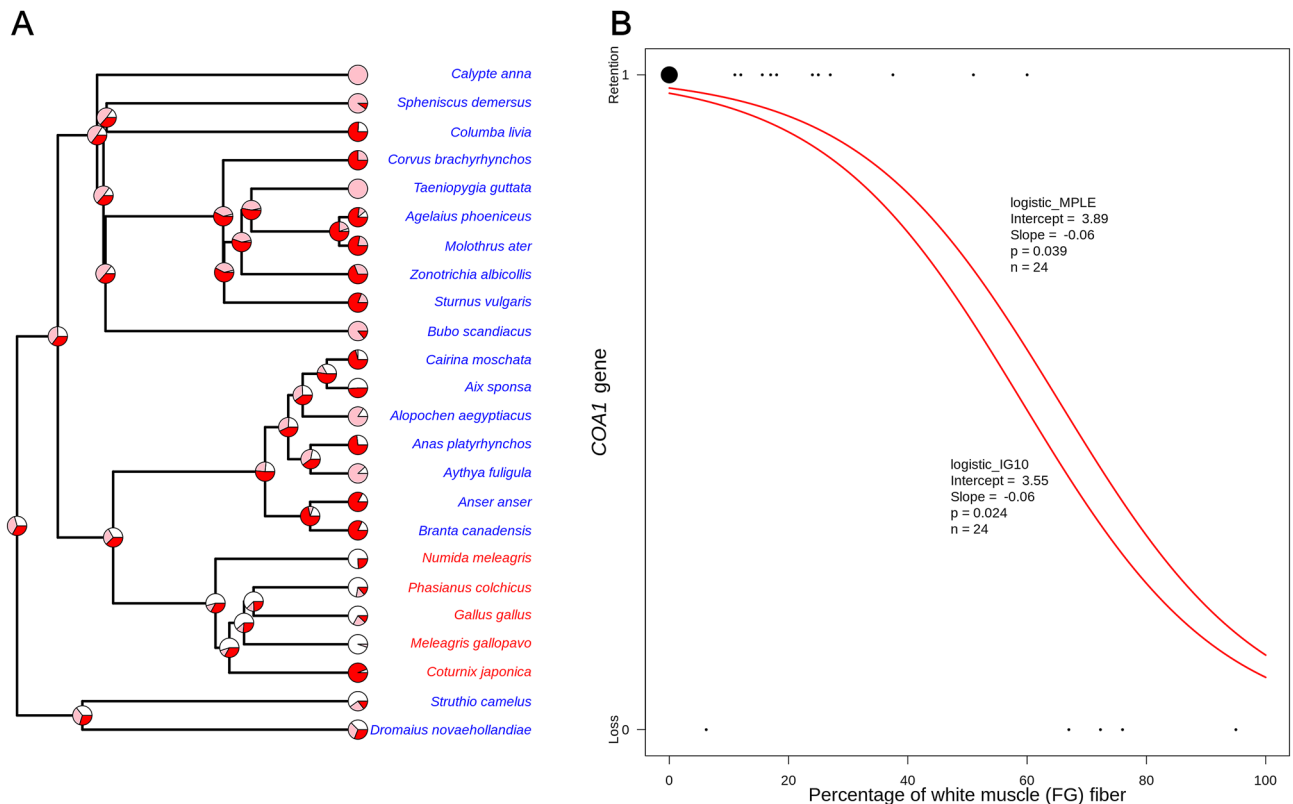 A
Calypte anna
Spheniscus demersus
Columba livia
Corvus brachyrhynchos
Taeniopygia guttata
Agelaius phoeniceus
Molothrus ater
Zonotrichia albicollis
Sturnus vulgaris
Bubo scandiacus
Cairina moschata
Aix sponsa
Alopochen aegyptiacus
Anas platyrhynchos
Aythya fuligula
Anser anser
Branta canadensis
Numida meleagris
Phasianus colchicus
Gallus gallus
Meleagris gallopavo
Coturnix japonica
Struthio camelus
Dromaius novaehollandiae
B
Retention
1
COA1 gene
Loss
0
logistic_MPLE
Intercept = 3.89
Slope = -0.06
p = 0.039
n = 24
logistic_IG10
Intercept = 3.55
Slope = -0.06
p = 0.024
n = 24
0 20 40 60 80 100
Percentage of white muscle (FG) fiber